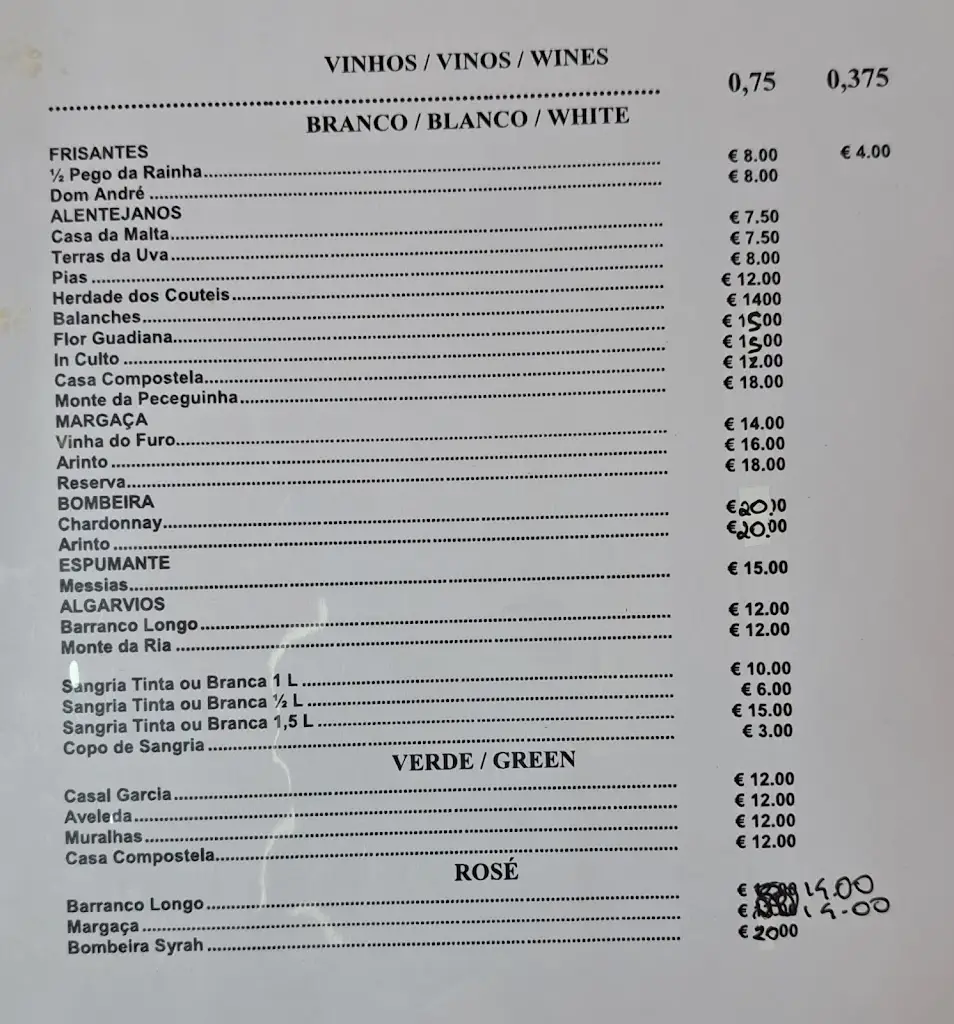 VINHOS / VINOS / WINES
0,75 0,375
BRANCO / BLANCO / WHITE
FRISANTES
½ Pego da Rainha € 8.00 € 4.00
Dom André € 8.00
ALENTEJANOS
Casa da Malta € 7.50
Terras da Uva € 7.50
Pias € 8.00
Herdade dos Couteis € 12.00
Balanches € 1400
Flor Guadiana € 1500
In Culto € 1500
Casa Compostela € 12.00
Monte da Peceguinha € 18.00
MARGAÇA
Vinha do Furo € 14.00
Arinto € 16.00
Reserva € 18.00
BOMBEIRA
Chardonnay € 20.00
Arinto € 20.00
ESPUMANTE
Messias € 15.00
ALGARVIOS
Barranco Longo € 12.00
Monte da Ria € 12.00
Sangria Tinta ou Branca 1 L € 10.00
Sangria Tinta ou Branca ½ L € 6.00
Sangria Tinta ou Branca 1,5 L € 15.00
Copo de Sangria € 3.00
VERDE / GREEN
Casal Garcia € 12.00
Aveleda € 12.00
Muralhas € 12.00
Casa Compostela € 12.00
ROSÉ
Barranco Longo € 14.00
Margaça € 14.00
Bombeira Syrah € 2000